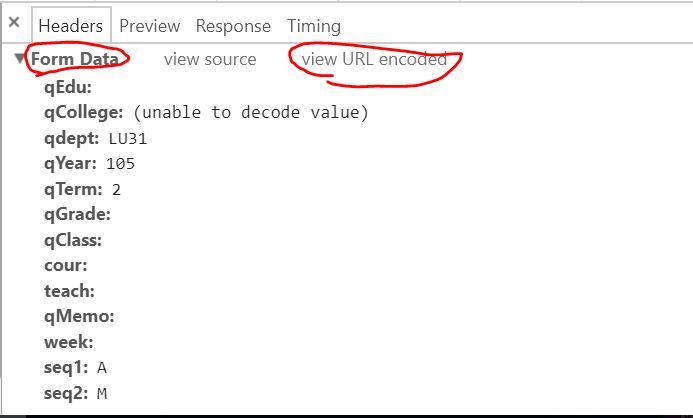 × Headers Preview Response Timing
▼ Form Data view source view URL encoded
qEdu:
qCollege: (unable to decode value)
qdept: LU31
qYear: 105
qTerm: 2
qGrade:
qClass:
cour:
teach:
qMemo:
week:
seq1: A
seq2: M